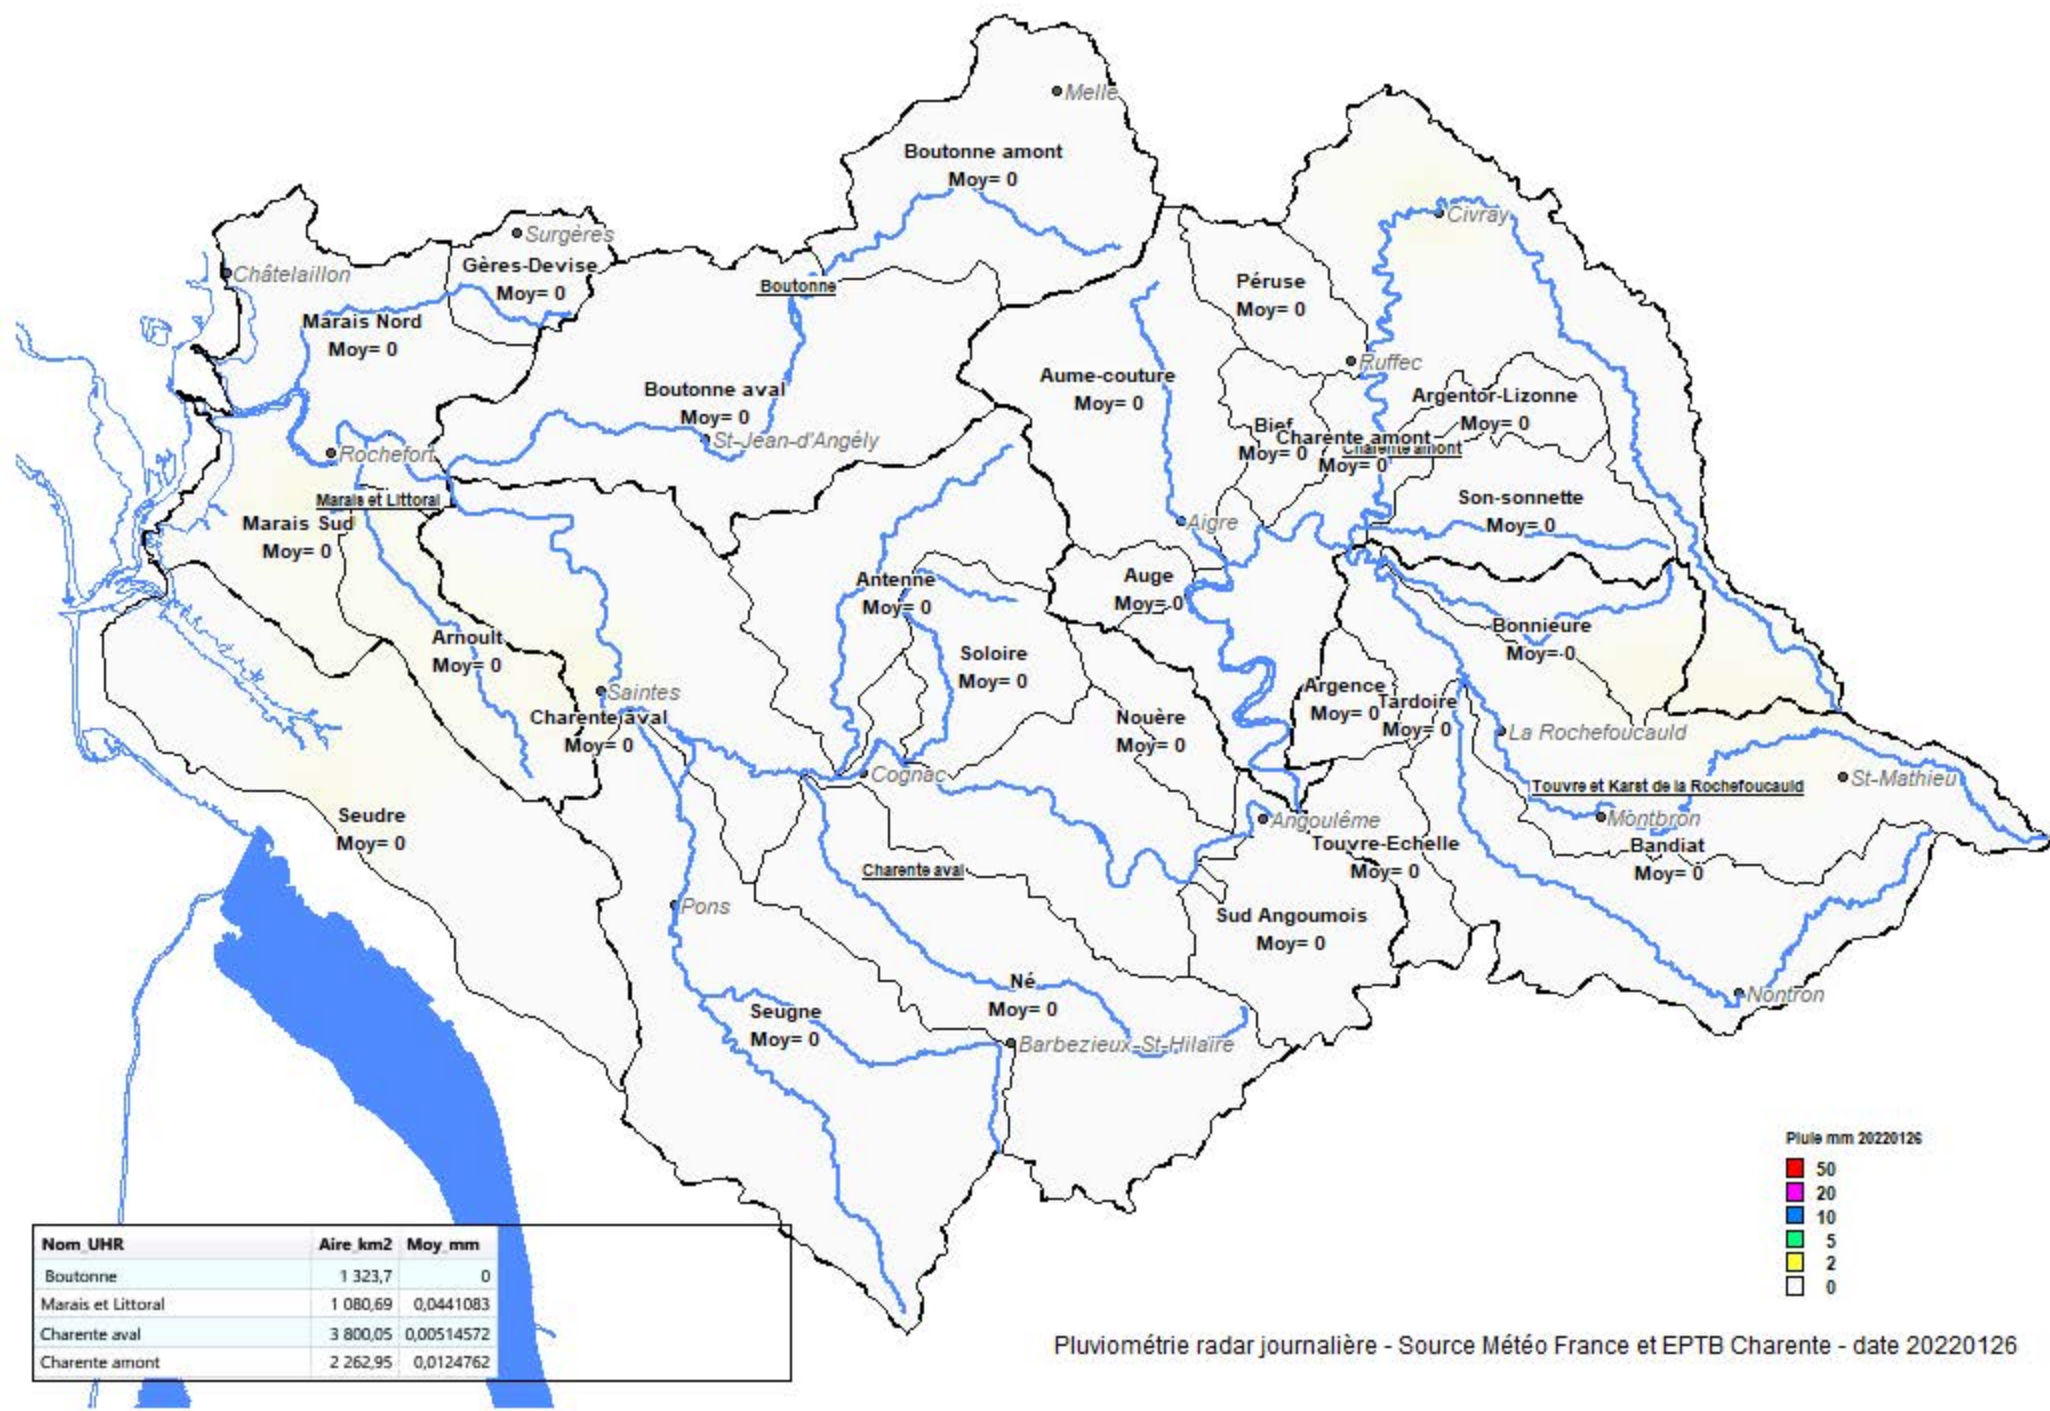 Melle
Boutonne amont
Moy= 0
Civray
Surgères
Châtelaillon
Gères-Devise
Moy= 0
Boutonne
Péruse
Moy= 0
Marais Nord
Moy= 0
Ruffec
Aume-couture
Moy= 0
Boutonne aval
Moy= 0
Argentor-Lizonne
Moy= 0
St-Jean-d'Angély
Bief
Moy= 0
Charente amont
Moy= 0
Charente amont
Rochefort
Marais et Littoral
Son-sonnette
Moy= 0
Marais Sud
Moy= 0
Aigre
Antenne
Moy= 0
Auge
Moy= 0
Arnoult
Moy= 0
Soloire
Moy= 0
Bonnieure
Moy= 0
Saintes
Argence
Moy= 0
Tardoire
Moy= 0
Charente aval
Moy= 0
Nouère
Moy= 0
La Rochefoucauld
Cognac
Touvre et Karst de la Rochefoucauld
St-Mathieu
Seudre
Moy= 0
Angoulême
Montbron
Touvre-Echelle
Moy= 0
Bandiat
Moy= 0
Charente aval
Pons
Sud Angoumois
Moy= 0
Né
Moy= 0
Nontron
Seugne
Moy= 0
Barbezieux-St-Hilaire
Pluie mm 20220126
50
20
10
5
2
0
Nom_UHR Aire_km2 Moy_mm
Boutonne 1 323,7 0
Marais et Littoral 1 080,69 0,0441083
Charente aval 3 800,05 0,00514572
Charente amont 2 262,95 0,0124762
Pluviométrie radar journalière - Source Météo France et EPTB Charente - date 20220126